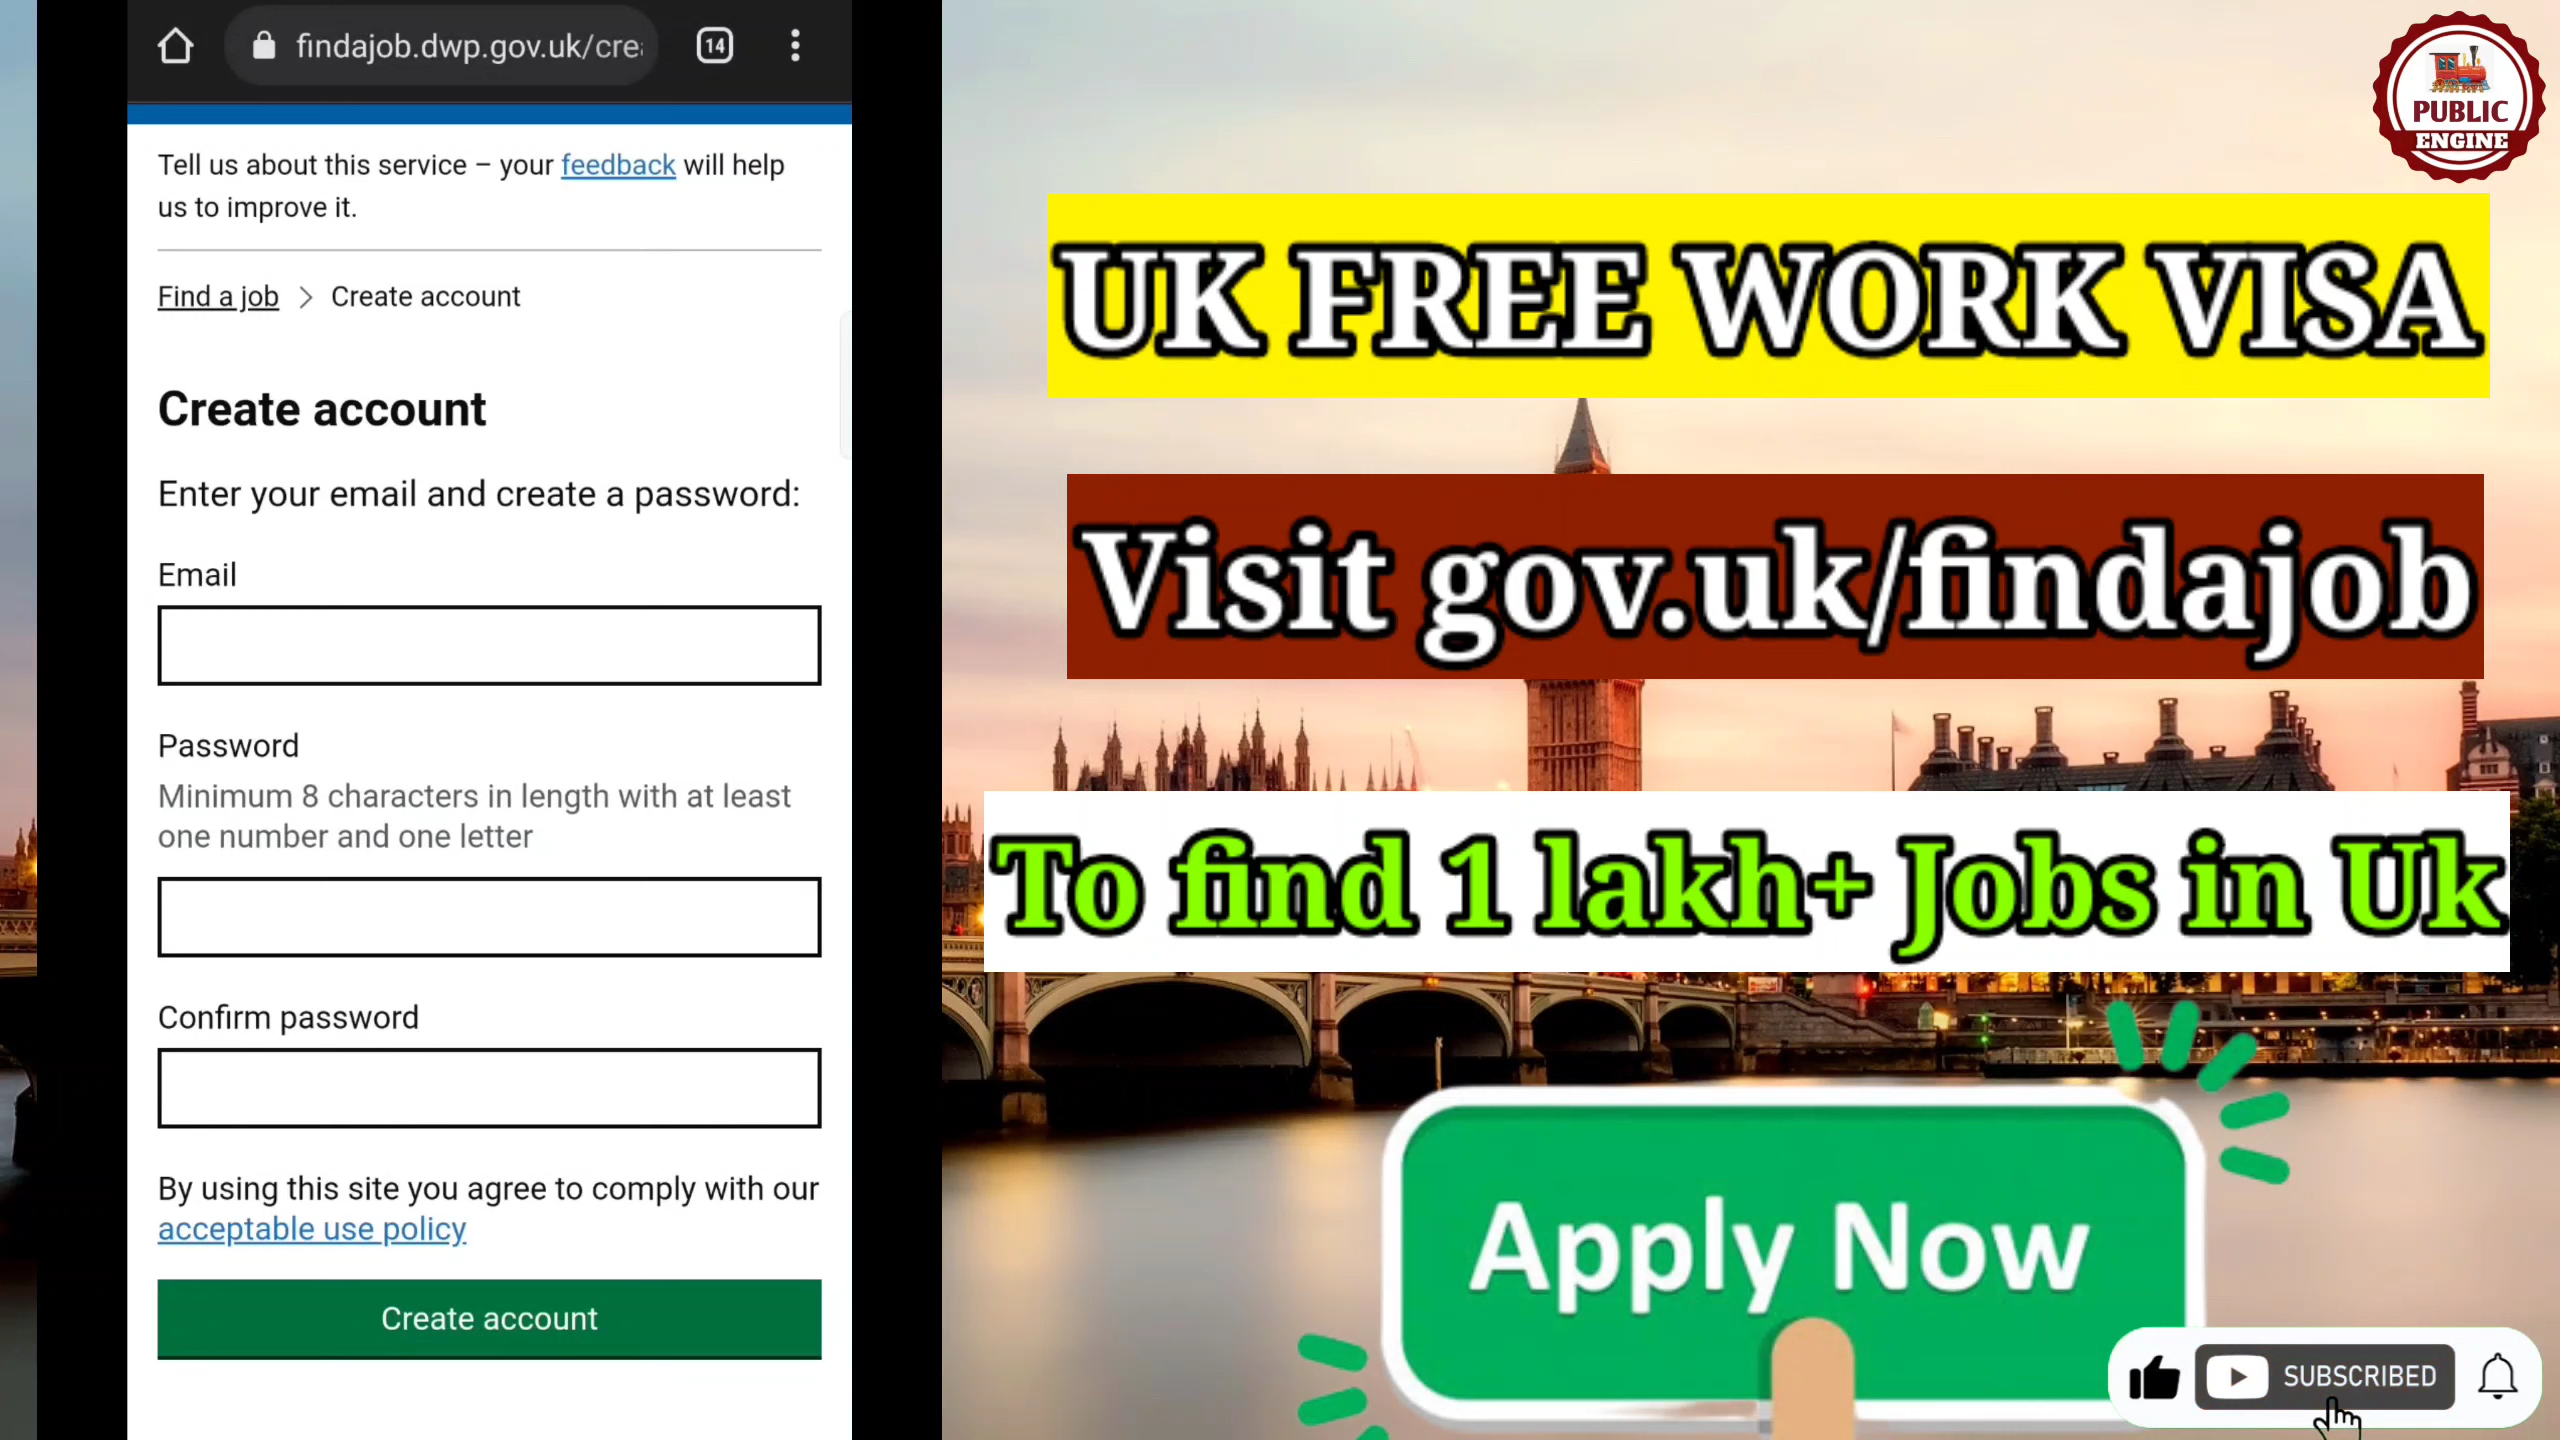 14
findajob.dwp.gov.uk/cre
Tell us about this service – your feedback will help
us to improve it.
Find a job > Create account
Create account
Enter your email and create a password:
Email
Password
Minimum 8 characters in length with at least
one number and one letter
Confirm password
By using this site you agree to comply with our
acceptable use policy
Create account
PUBLIC
ENGINE
UK FREE WORK VISA
Visit gov.uk/findajob
To find 1 lakh+ Jobs in Uk
Apply Now
SUBSCRIBED